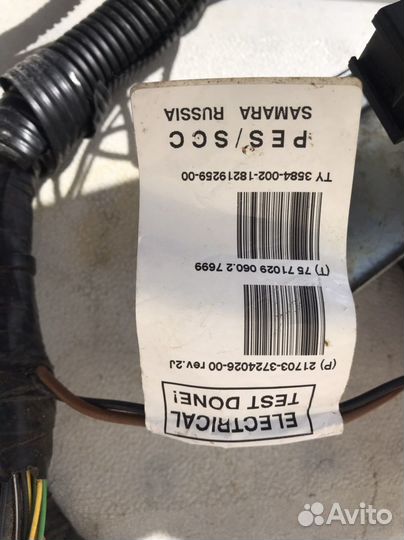 ELECTRICAL
TEST DONE!
(P) 21703-3724026-00 rev.2J
(T) 75 71029 060.2 7699
TY 3584-002-18219259-00
PES/SCC
SAMARA RUSSIA
Avito